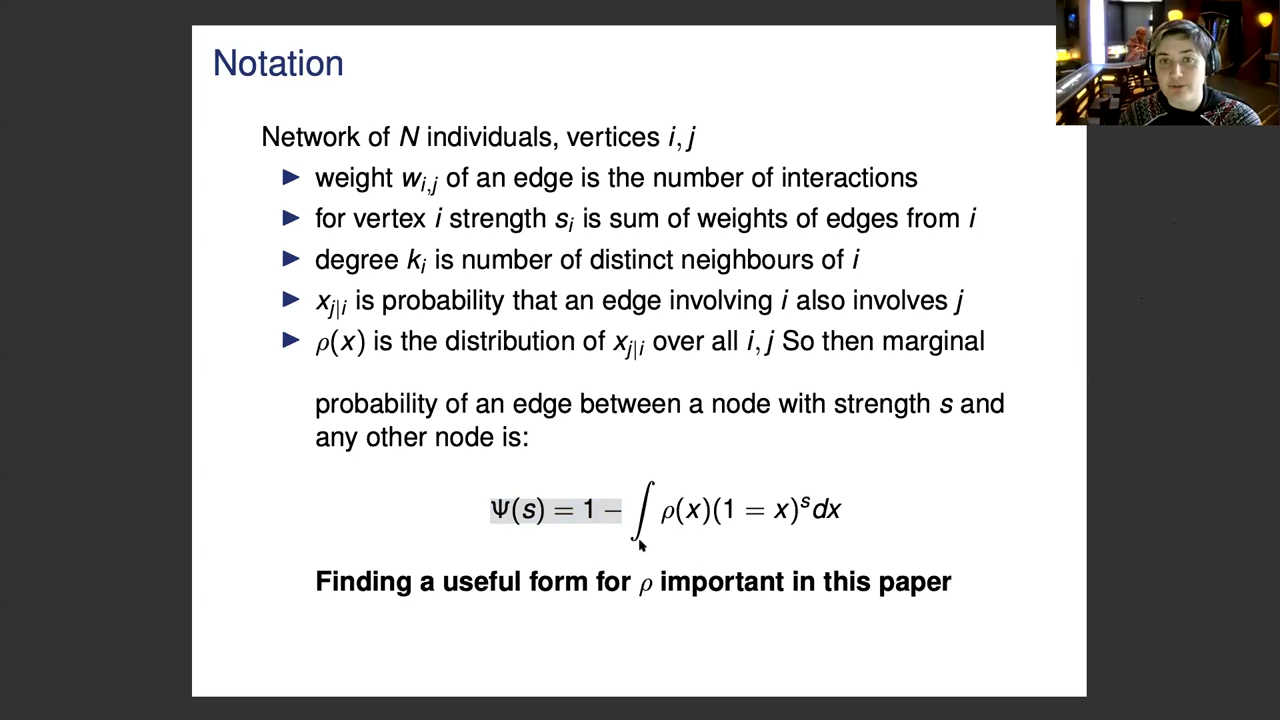 Notation
Network of N individuals, vertices i, j
▶ weight w_{i,j} of an edge is the number of interactions
▶ for vertex i strength s_i is sum of weights of edges from i
▶ degree k_i is number of distinct neighbours of i
▶ x_{j|i} is probability that an edge involving i also involves j
▶ ρ(x) is the distribution of x_{j|i} over all i, j So then marginal
probability of an edge between a node with strength s and
any other node is:
Ψ(s) = 1 − ∫ ρ(x)(1 = x)^s dx
Finding a useful form for ρ important in this paper